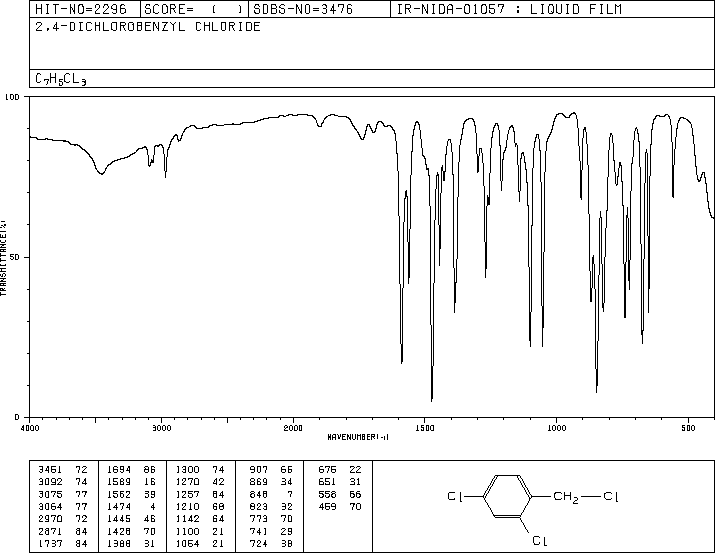 HIT-NO=2296 SCORE= ( ) SDBS-NO=3476 IR-NIDA-01057 : LIQUID FILM
2,4-DICHLOROBENZYL CHLORIDE
C7H5CL3
100
TRANSMITTANCE(%)
50
0
4000 3000 2000 1500 1000 500
WAVENUMBER(-1)
3461 72 1694 86 1300 74 907 66 676 22
3092 74 1589 16 1270 42 869 34 651 31
3075 77 1562 39 1257 64 848 7 558 66
3064 77 1474 4 1210 68 823 32 459 70
2970 72 1445 46 1142 64 773 70
2871 84 1428 70 1100 21 741 29
1737 84 1388 31 1054 21 724 38
Cl CH2 Cl
Cl